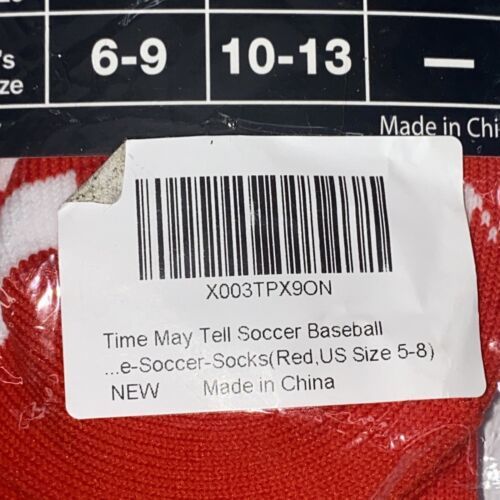 's
ze
6-9
10-13
—
Made in Chi
X003TPX9ON
Time May Tell Soccer Baseball
...e-Soccer-Socks(Red,US Size 5-8)
NEW Made in China